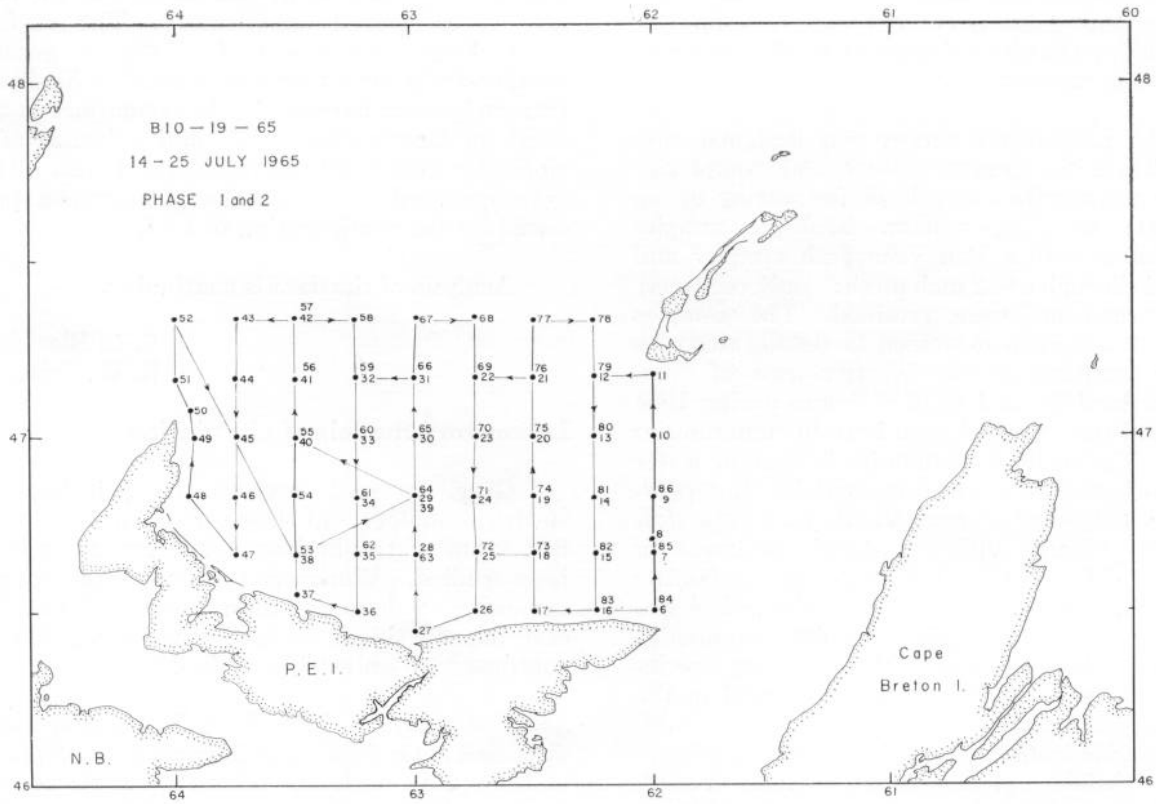 64 63 62 61 60
48 48
BIO-19-65
14-25 JULY 1965
PHASE 1 and 2
57
52 43 42 58 67 68 77 78
56 59 66 69 76 79
51 44 41 32 31 22 21 12 11
50
55 60 65 70 75 80
47 49 45 40 33 30 23 20 13 10 47
61 64 71 74 81 86
48 46 54 34 29 24 19 14 9
39
8
53 62 28 72 73 82 85
47 38 35 63 25 18 15 7
37
83 84
36 26 17 16 6
27
P.E.I.
Cape
Breton I.
N.B.
46 46
64 63 62 61 60